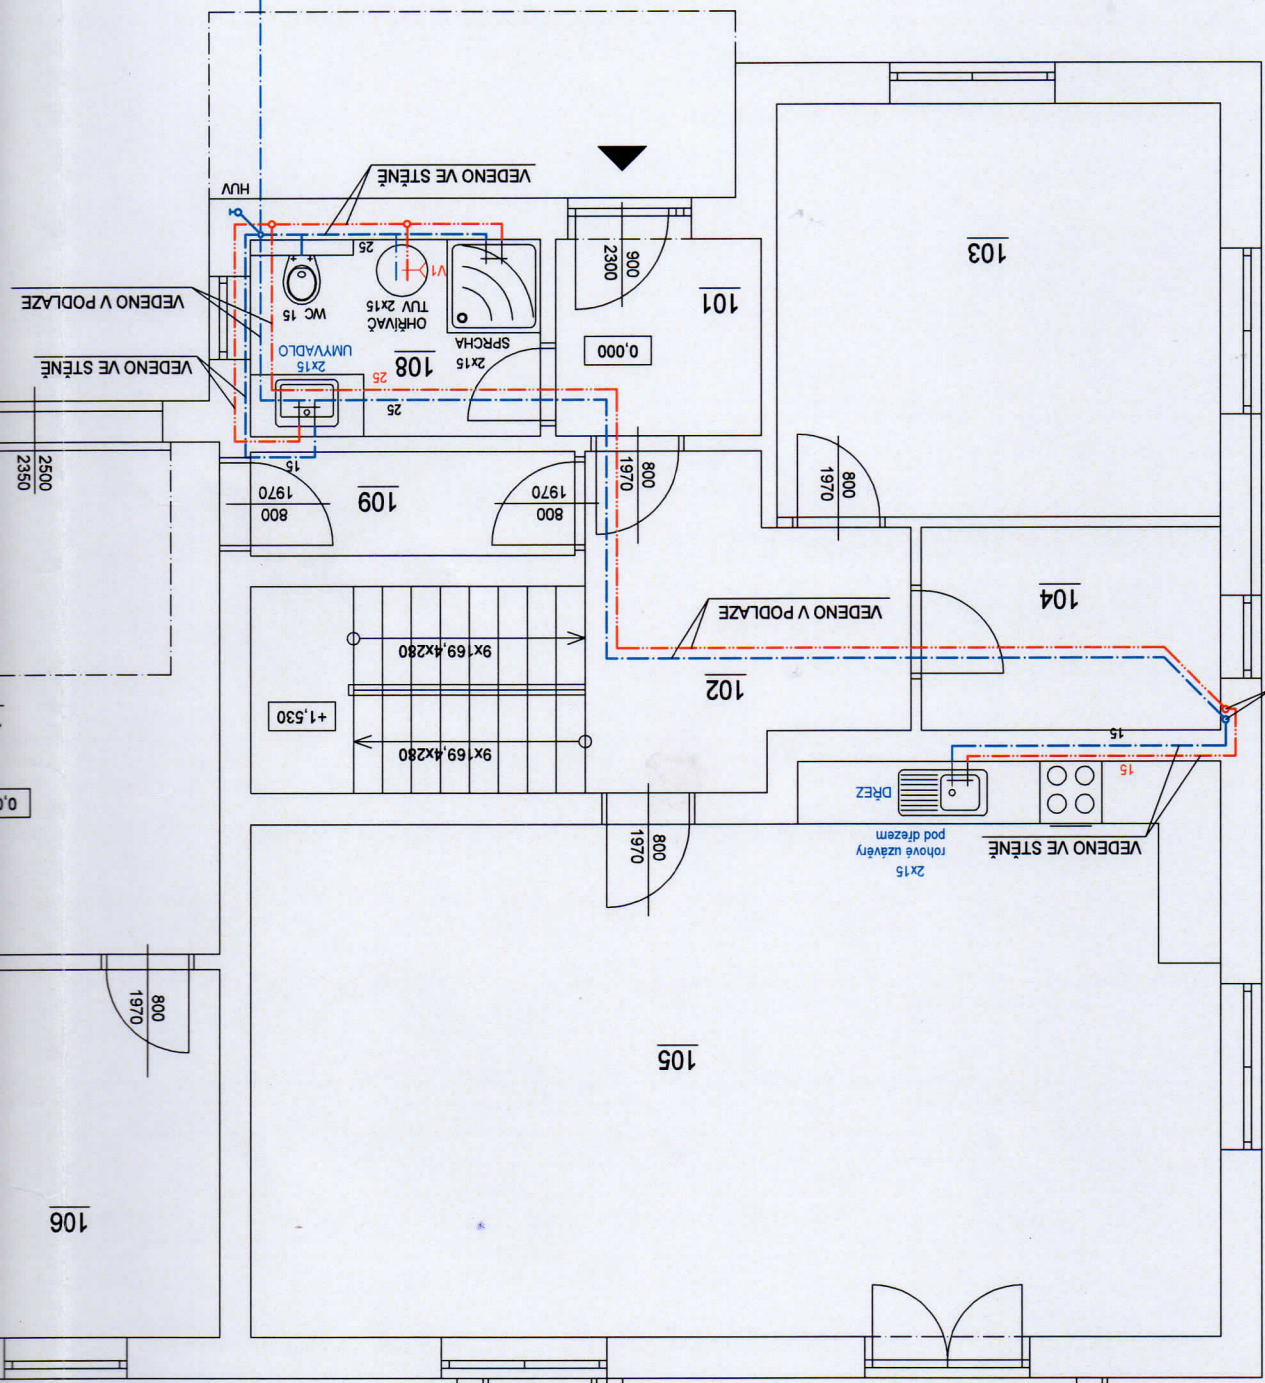 106
105
800
1970
2x15
rohové uzávěry
pod dřezem
DŘEZ
VEDENO VE STĚNĚ
15
15
800
1970
9x169,4x280
9x169,4x280
+1,530
102
104
VEDENO V PODLAZE
800
1970
109
800
1970
800
1970
800
1970
800
1970
15
2500
2350
25
25
108
UMYVADLO
2x15
SPRCHA
2x15
OHŘÍVAČ
TUV 2x15
WC 15
V1
25
VEDENO VE STĚNĚ
VEDENO V PODLAZE
HUV
VEDENO VE STĚNĚ
0,000
101
900
2300
103